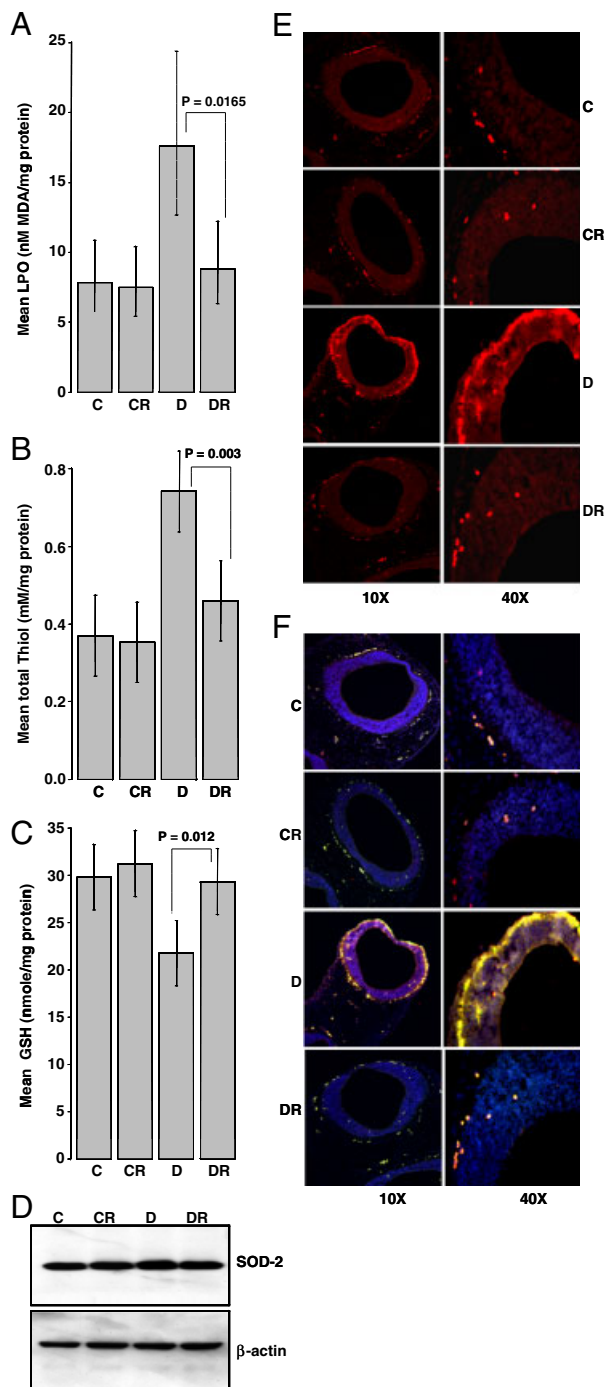 A
Mean LPO (nM MDA/mg protein)
25
20
15
10
5
0
P = 0.0165
C CR D DR
B
Mean total Thiol (mM/mg protein)
0.8
0.6
0.4
0.2
0.0
P = 0.003
C CR D DR
C
Mean GSH (nmole/mg protein)
35
30
25
20
15
10
5
0
P = 0.012
C CR D DR
D
C CR D DR
SOD-2
β-actin
E
C
CR
D
DR
10X 40X
F
C
CR
D
DR
10X 40X